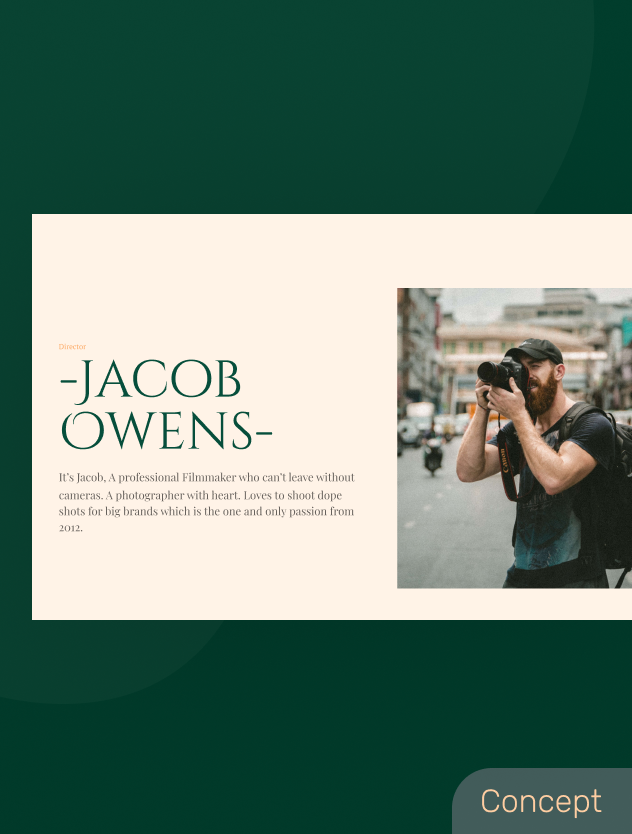 Director
-JACOB
OWENS-
It's Jacob, A professional Filmmaker who can't leave without
cameras. A photographer with heart. Loves to shoot dope
shots for big brands which is the one and only passion from
2012.
Concept